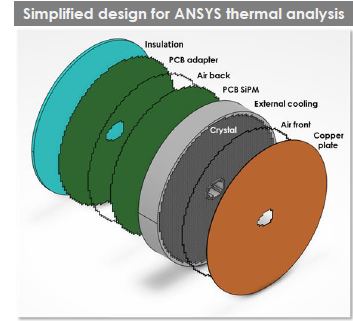 Simplified design for ANSYS thermal analysis
Insulation
PCB adapter
Air back
PCB SiPM
External cooling
Crystal
Air front
Copper
plate